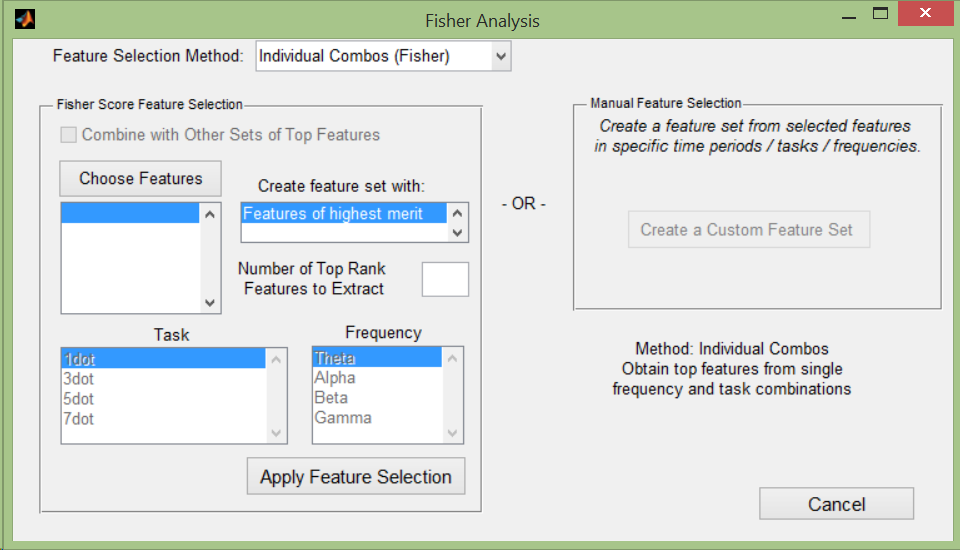 Fisher Analysis
Feature Selection Method:
Individual Combos (Fisher)
Fisher Score Feature Selection
Combine with Other Sets of Top Features
Choose Features
Create feature set with:
Features of highest merit
Number of Top Rank
Features to Extract
Task
1dot
3dot
5dot
7dot
Frequency
Theta
Alpha
Beta
Gamma
Apply Feature Selection
- OR -
Manual Feature Selection
Create a feature set from selected features
in specific time periods / tasks / frequencies.
Create a Custom Feature Set
Method: Individual Combos
Obtain top features from single
frequency and task combinations
Cancel